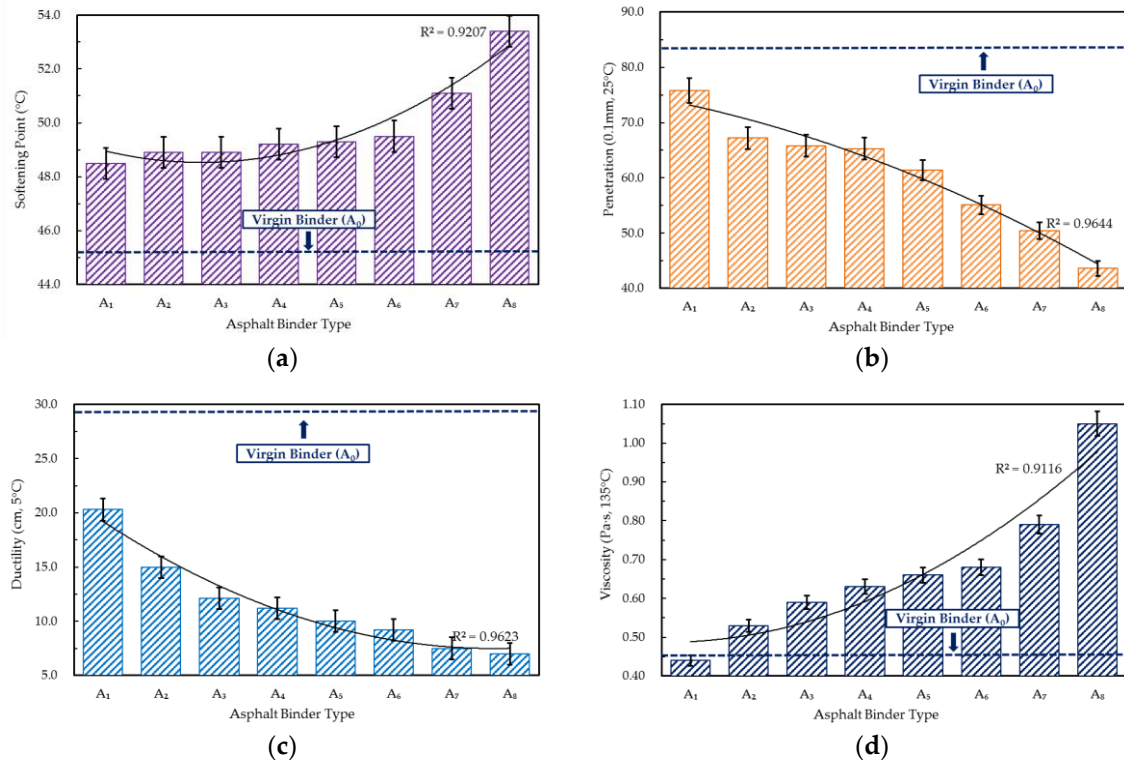 54.0
52.0
50.0
48.0
46.0
44.0
Softening Point (°C)
R² = 0.9207
Virgin Binder (A₀)
A₁ A₂ A₃ A₄ A₅ A₆ A₇ A₈
Asphalt Binder Type
(a)
90.0
80.0
70.0
60.0
50.0
40.0
Penetration (0.1mm, 25°C)
Virgin Binder (A₀)
R² = 0.9644
A₁ A₂ A₃ A₄ A₅ A₆ A₇ A₈
Asphalt Binder Type
(b)
30.0
25.0
20.0
15.0
10.0
5.0
Ductility (cm, 5°C)
Virgin Binder (A₀)
R² = 0.9623
A₁ A₂ A₃ A₄ A₅ A₆ A₇ A₈
Asphalt Binder Type
(c)
1.10
1.00
0.90
0.80
0.70
0.60
0.50
0.40
Viscosity (Pa·s, 135°C)
R² = 0.9116
Virgin Binder (A₀)
A₁ A₂ A₃ A₄ A₅ A₆ A₇ A₈
Asphalt Binder Type
(d)